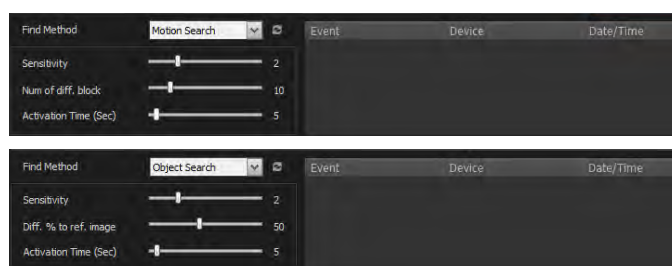 Find Method Motion Search Event Device Date/Time
Sensitivity 2
Num of diff. block 10
Activation Time (Sec) 5
Find Method Object Search Event Device Date/Time
Sensitivity 2
Diff. % to ref. image 50
Activation Time (Sec) 5